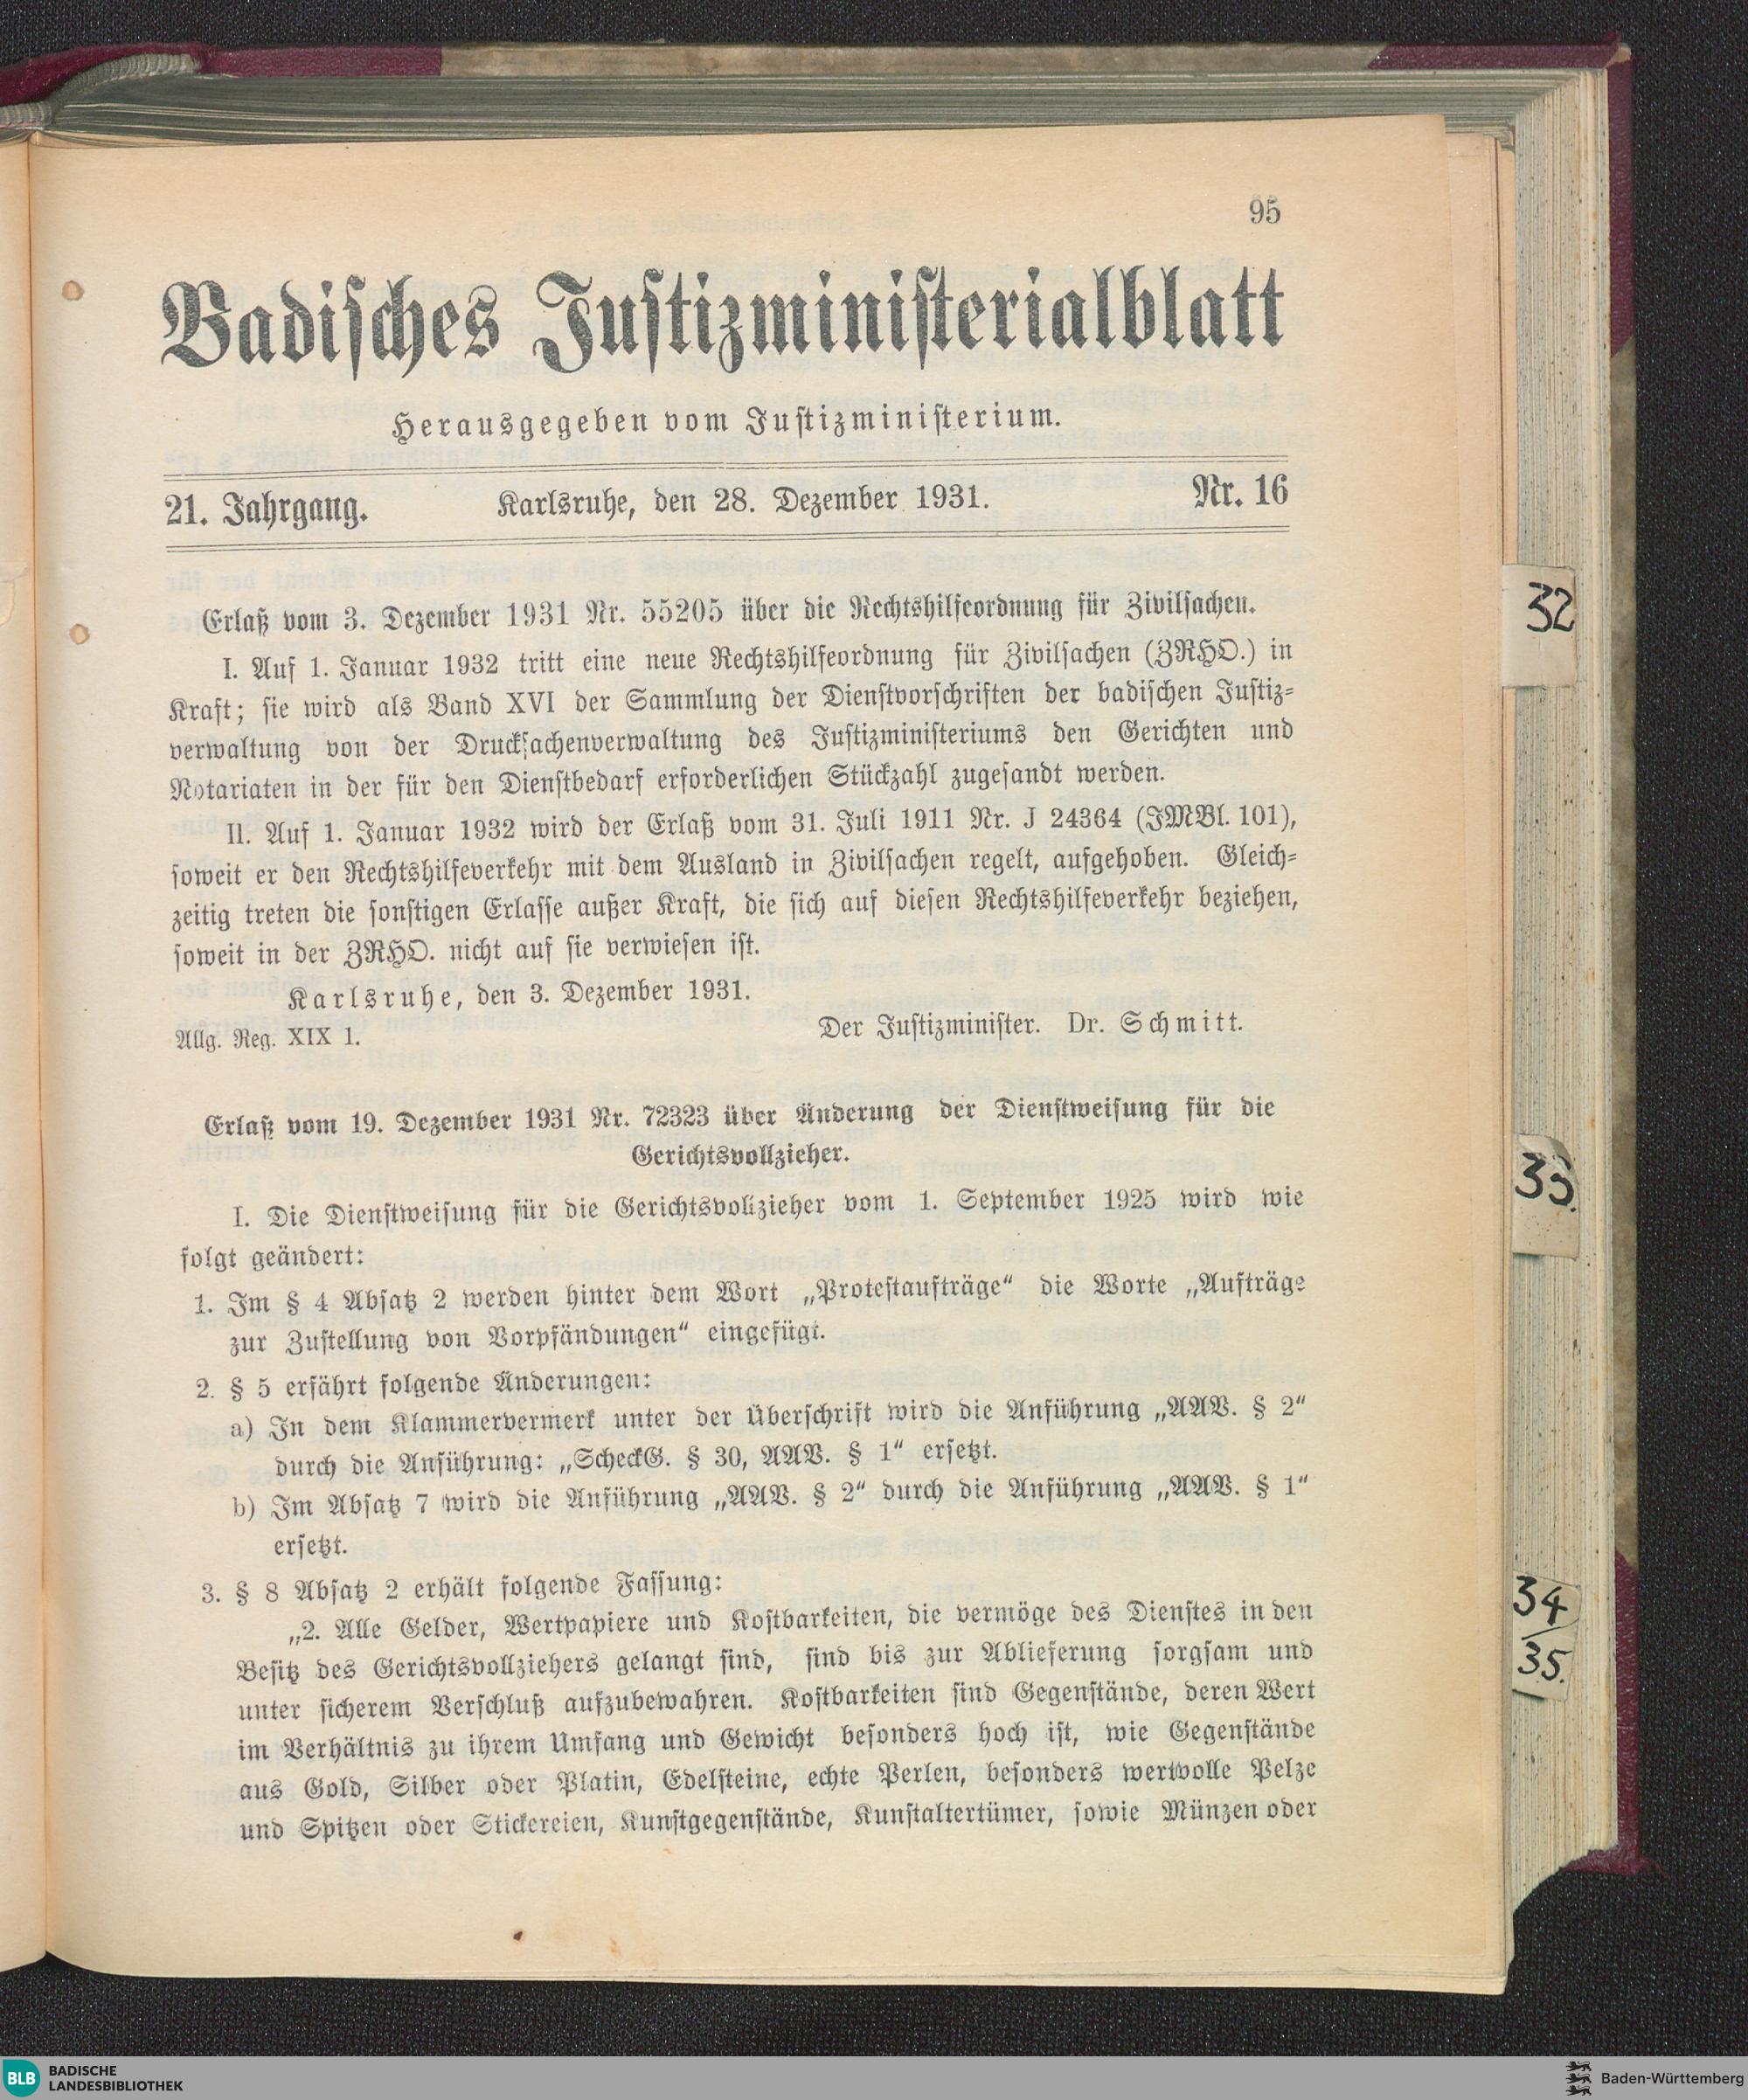 95
Badisches Justizministerialblatt
Herausgegeben vom Justizministerium.
21. Jahrgang. Karlsruhe, den 28. Dezember 1931. Nr. 16
Erlaß vom 3. Dezember 1931 Nr. 55205 über die Rechtshilfeordnung für Zivilsachen.
I. Auf 1. Januar 1932 tritt eine neue Rechtshilfeordnung für Zivilsachen (ZRHO.) in
Kraft; sie wird als Band XVI der Sammlung der Dienstvorschriften der badischen Justiz-
verwaltung von der Drucksachenverwaltung des Justizministeriums den Gerichten und
Notariaten in der für den Dienstbedarf erforderlichen Stückzahl zugesandt werden.
II. Auf 1. Januar 1932 wird der Erlaß vom 31. Juli 1911 Nr. J 24364 (JMBl. 101),
soweit er den Rechtshilfeverkehr mit dem Ausland in Zivilsachen regelt, aufgehoben. Gleich-
zeitig treten die sonstigen Erlasse außer Kraft, die sich auf diesen Rechtshilfeverkehr beziehen,
soweit in der ZRHO. nicht auf sie verwiesen ist.
Karlsruhe, den 3. Dezember 1931.
Der Justizminister. Dr. Schmitt.
Allg. Reg. XIX 1.
Erlaß vom 19. Dezember 1931 Nr. 72323 über Änderung der Dienstweisung für die
Gerichtsvollzieher.
I. Die Dienstweisung für die Gerichtsvollzieher vom 1. September 1925 wird wie
folgt geändert:
1. Im § 4 Absatz 2 werden hinter dem Wort „Protestaufträge“ die Worte „Aufträge
zur Zustellung von Vorpfändungen“ eingefügt.
2. § 5 erfährt folgende Änderungen:
a) In dem Klammervermerk unter der Überschrift wird die Anführung „AAV. § 2“
durch die Anführung: „ScheckG. § 30, AAV. § 1“ ersetzt.
b) Im Absatz 7 wird die Anführung „AAV. § 2“ durch die Anführung „AAV. § 1“
ersetzt.
3. § 8 Absatz 2 erhält folgende Fassung:
„2. Alle Gelder, Wertpapiere und Kostbarkeiten, die vermöge des Dienstes in den
Besitz des Gerichtsvollziehers gelangt sind, sind bis zur Ablieferung sorgsam und
unter sicherem Verschluß aufzubewahren. Kostbarkeiten sind Gegenstände, deren Wert
im Verhältnis zu ihrem Umfang und Gewicht besonders hoch ist, wie Gegenstände
aus Gold, Silber oder Platin, Edelsteine, echte Perlen, besonders wertvolle Pelze
und Spitzen oder Stickereien, Kunstgegenstände, Kunstaltertümer, sowie Münzen oder
32
33.
34
35.
BLB BADISCHE
LANDESBIBLIOTHEK
Baden-Württemberg